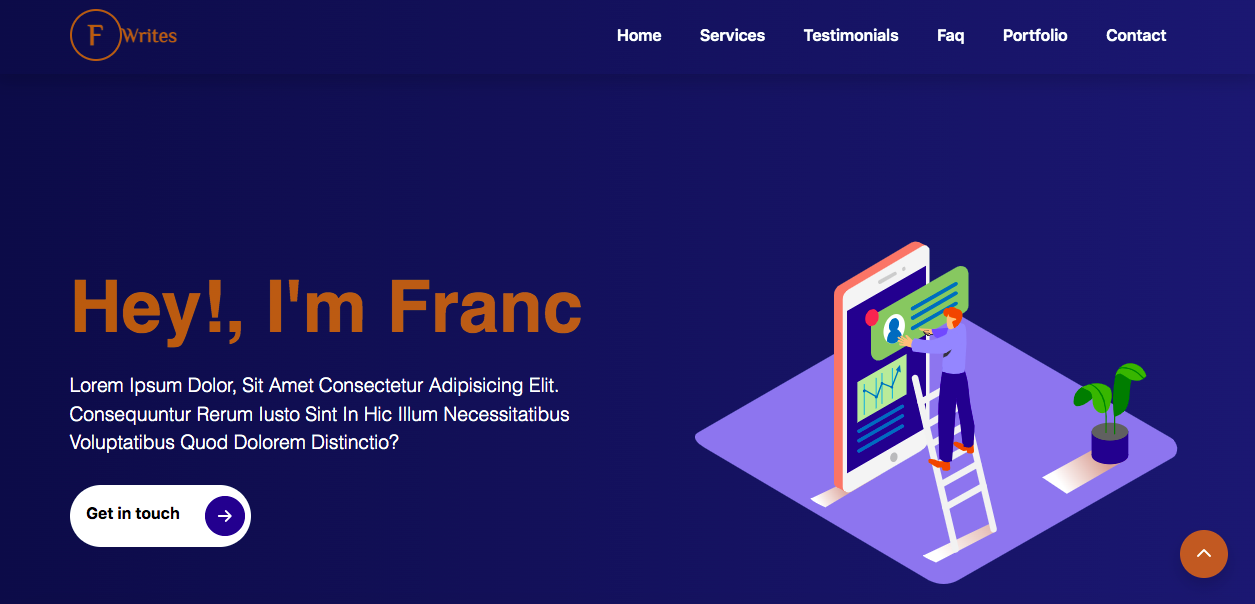 F Writes
Home Services Testimonials Faq Portfolio Contact
Hey!, I'm Franc
Lorem Ipsum Dolor, Sit Amet Consectetur Adipisicing Elit.
Consequuntur Rerum Iusto Sint In Hic Illum Necessitatibus
Voluptatibus Quod Dolorem Distinctio?
Get in touch